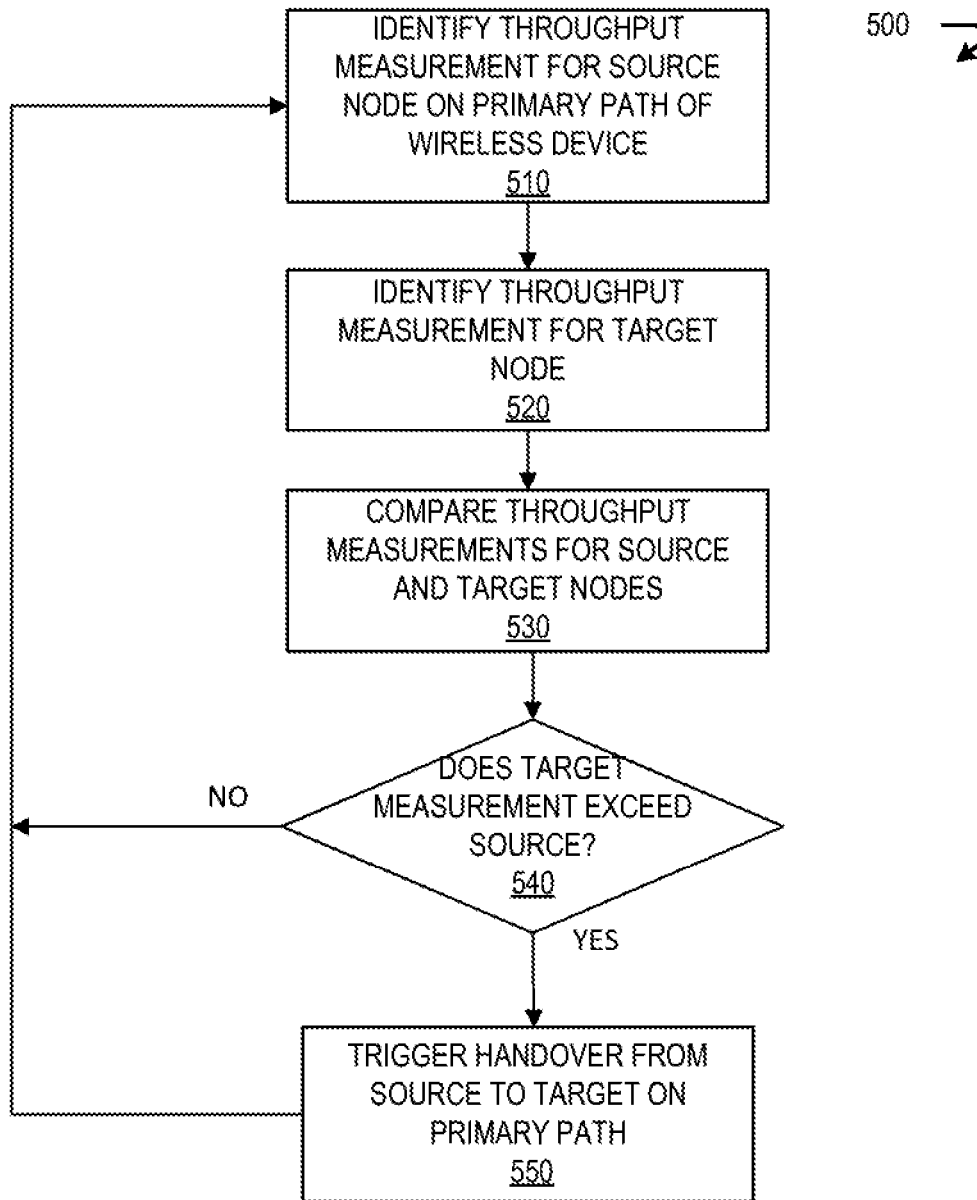 IDENTIFY THROUGHPUT
MEASUREMENT FOR SOURCE
NODE ON PRIMARY PATH OF
WIRELESS DEVICE
510
500
IDENTIFY THROUGHPUT
MEASUREMENT FOR TARGET
NODE
520
COMPARE THROUGHPUT
MEASUREMENTS FOR SOURCE
AND TARGET NODES
530
DOES TARGET
MEASUREMENT EXCEED
SOURCE?
540
NO
YES
TRIGGER HANDOVER FROM
SOURCE TO TARGET ON
PRIMARY PATH
550